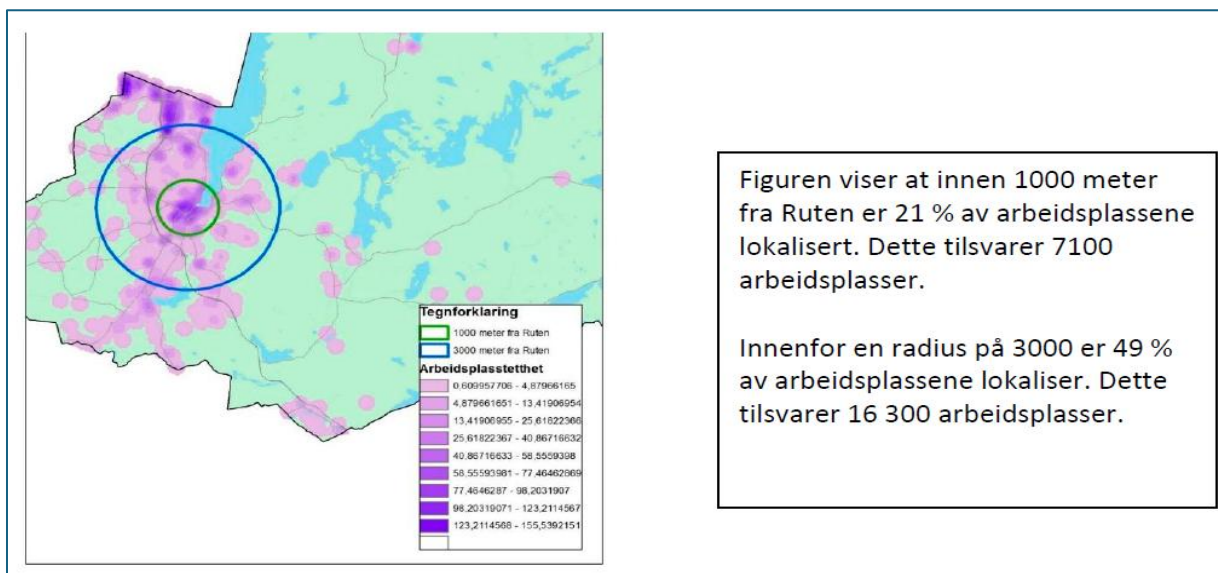 Tegnforklaring
1000 meter fra Ruten
3000 meter fra Ruten
Arbeidsplasstetthet
0,609957706 - 4,87966165
4,879661651 - 13,41906954
13,41906955 - 25,61822366
25,61822367 - 40,86716632
40,86716633 - 58,5559398
58,55593981 - 77,46462869
77,4646287 - 98,2031907
98,20319071 - 123,2114567
123,2114568 - 155,5392151
Figuren viser at innen 1000 meter
fra Ruten er 21 % av arbeidsplassene
lokalisert. Dette tilsvarer 7100
arbeidsplasser.
Innenfor en radius på 3000 er 49 %
av arbeidsplassene lokaliser. Dette
tilsvarer 16 300 arbeidsplasser.